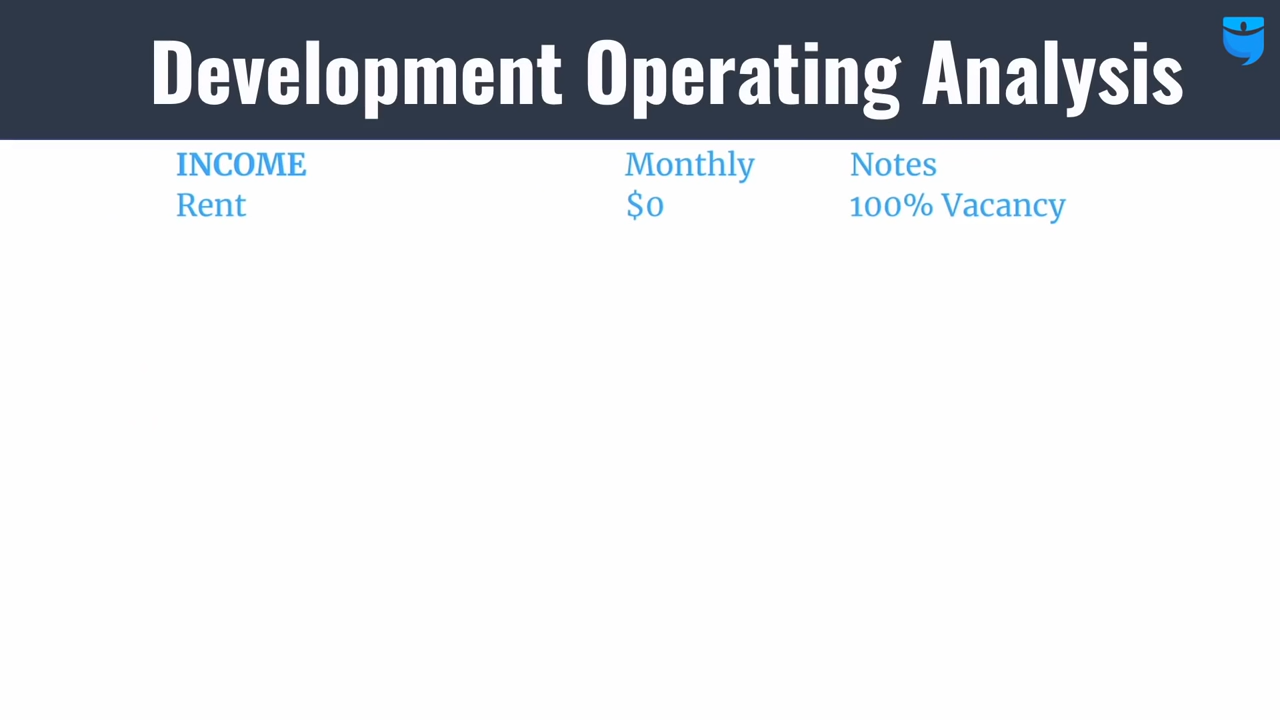 Development Operating Analysis
INCOME Monthly Notes
Rent $0 100% Vacancy